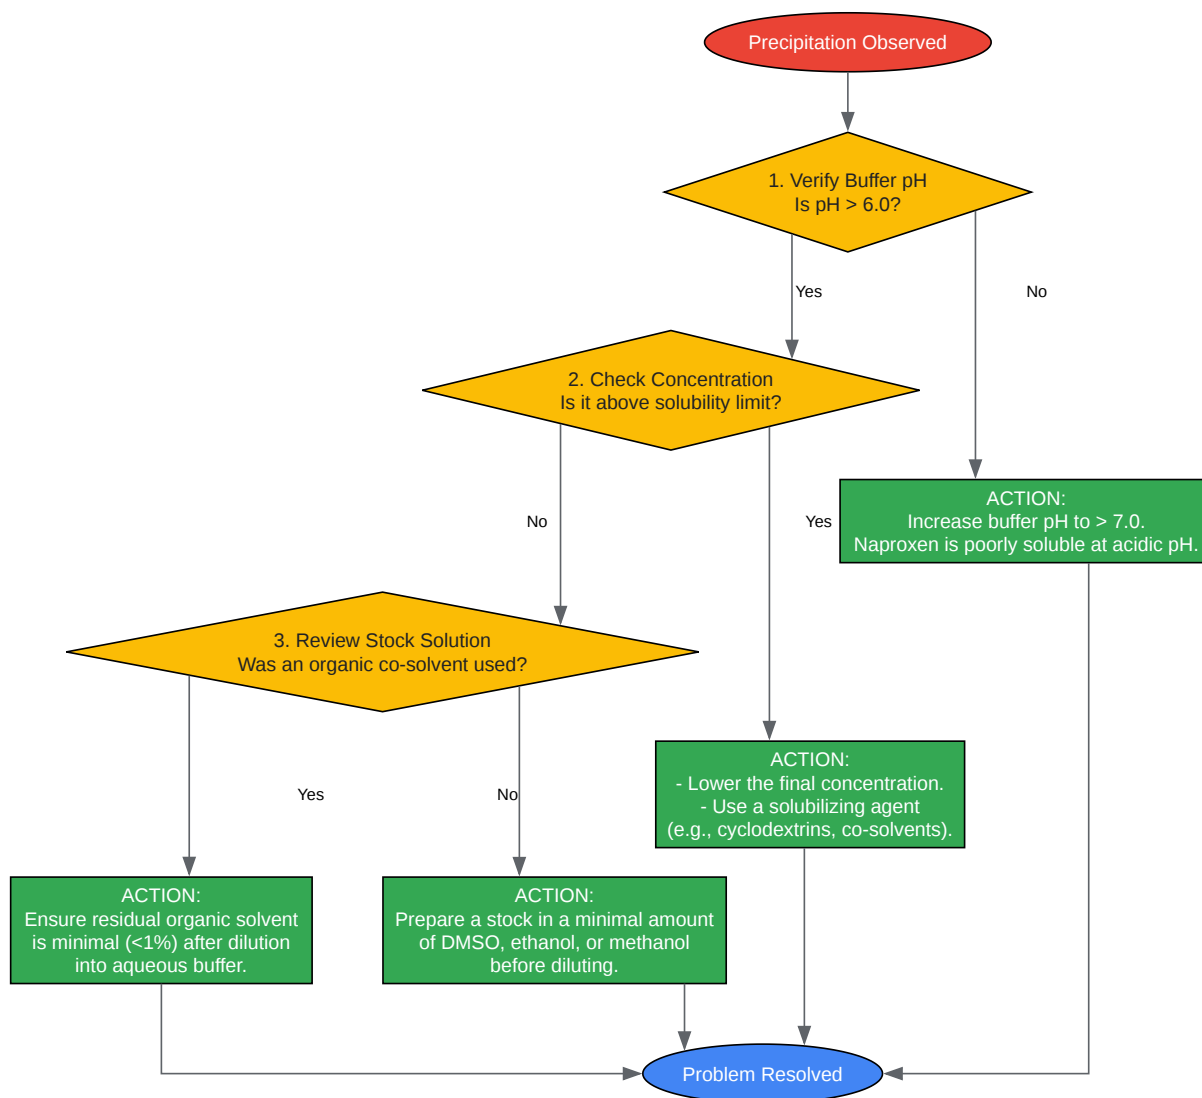 Precipitation Observed
1. Verify Buffer pH
Is pH > 6.0?
Yes
No
2. Check Concentration
Is it above solubility limit?
No
Yes
ACTION:
Increase buffer pH to > 7.0.
Naproxen is poorly soluble at acidic pH.
3. Review Stock Solution
Was an organic co-solvent used?
Yes
No
ACTION:
- Lower the final concentration.
- Use a solubilizing agent
(e.g., cyclodextrins, co-solvents).
ACTION:
Ensure residual organic solvent
is minimal (<1%) after dilution
into aqueous buffer.
ACTION:
Prepare a stock in a minimal amount
of DMSO, ethanol, or methanol
before diluting.
Problem Resolved